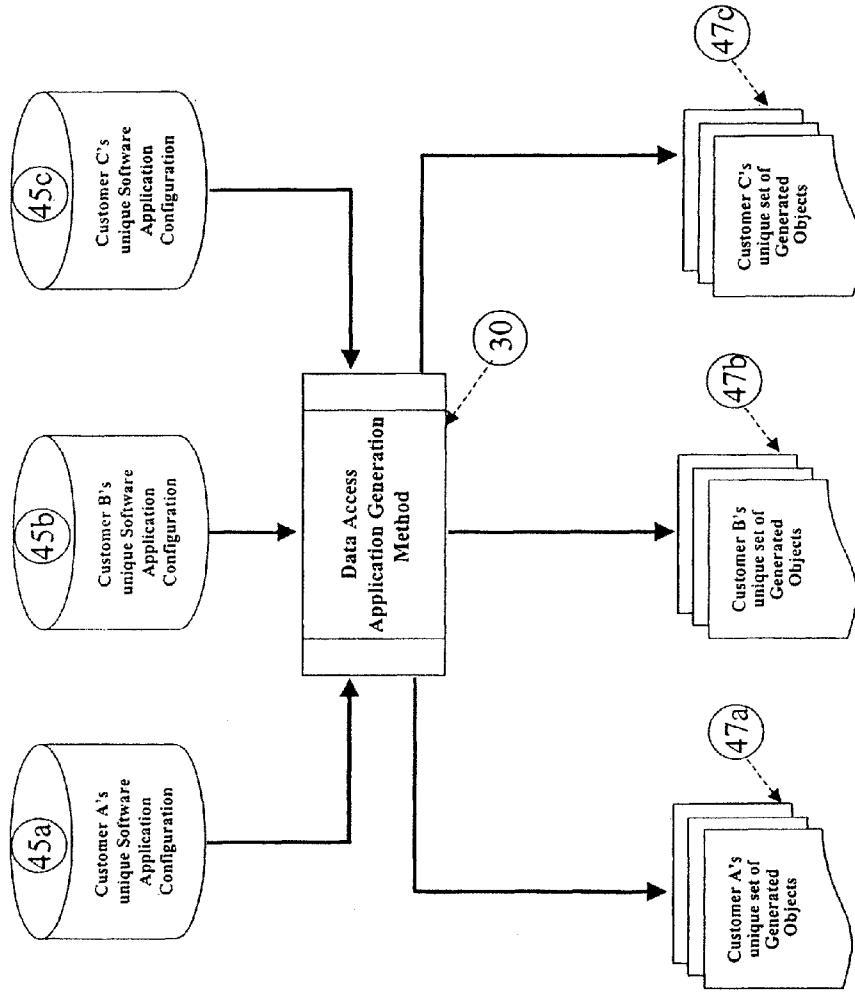 45a
Customer A's
unique Software
Application
Configuration
45b
Customer B's
unique Software
Application
Configuration
45c
Customer C's
unique Software
Application
Configuration
Data Access
Application Generation
Method
30
47a
Customer A's
unique set of
Generated
Objects
47b
Customer B's
unique set of
Generated
Objects
47c
Customer C's
unique set of
Generated
Objects